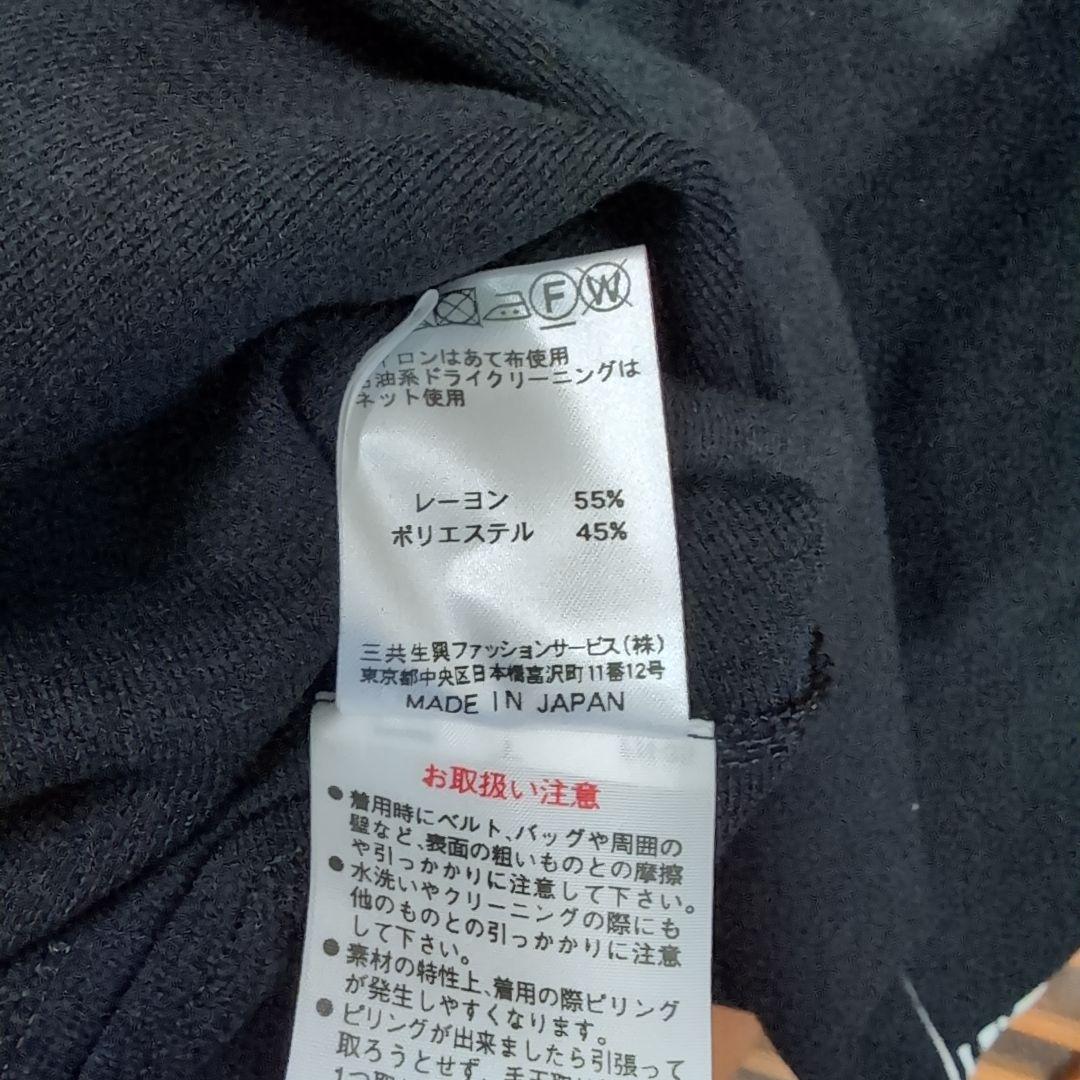 F W
イロンはあて布使用
油系ドライクリーニングは
ネット使用
レーヨン 55%
ポリエステル 45%
三共生興ファッションサービス(株)
東京都中央区日本橋富沢町11番12号
MADE IN JAPAN
お取扱い注意
● 着用時にベルト、バッグや周囲の
壁など、表面の粗いものとの摩擦
や引っかかりに注意して下さい。
● 水洗いやクリーニングの際にも
他のものとの引っかかりに注意
して下さい。
● 素材の特性上、着用の際ピリング
が発生しやすくなります。
● ピリングが出来ましたら引張って
取ろうとせず、手工取